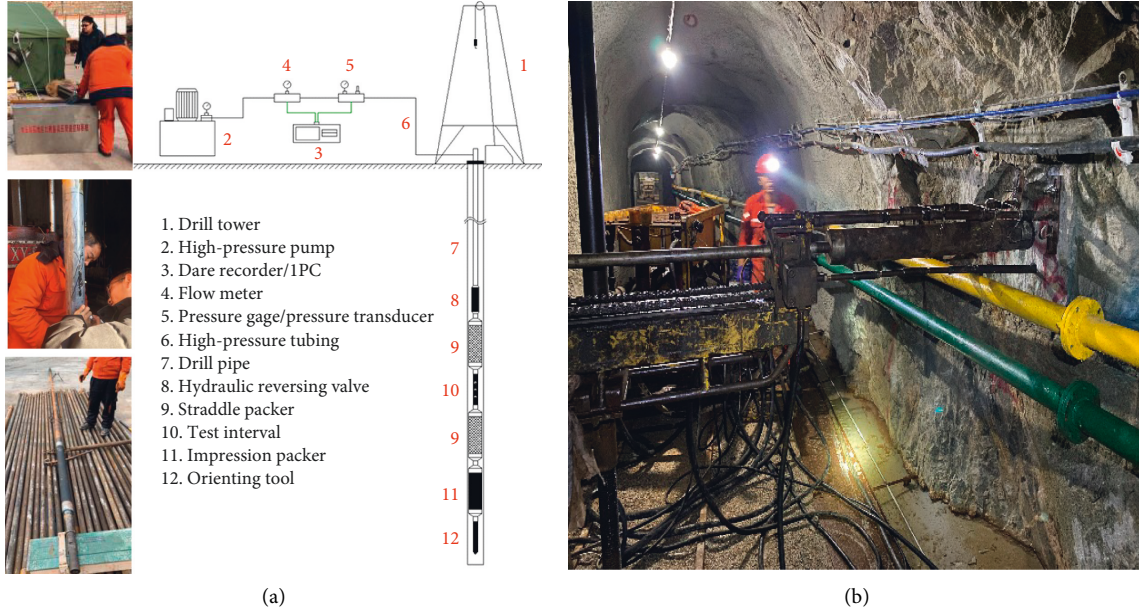 4
5
1
2
3
6
1. Drill tower
2. High-pressure pump
3. Dare recorder/1PC
4. Flow meter
5. Pressure gage/pressure transducer
6. High-pressure tubing
7. Drill pipe
8. Hydraulic reversing valve
9. Straddle packer
10. Test interval
11. Impression packer
12. Orienting tool
7
8
9
10
9
11
12
(a)
(b)